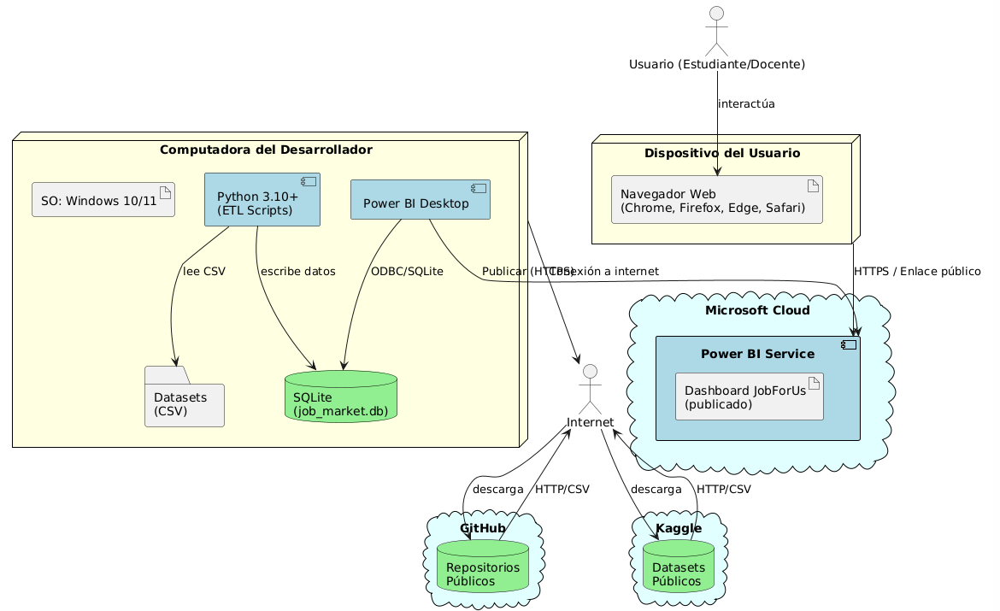 Usuario (Estudiante/Docente)
interactúa
Computadora del Desarrollador
SO: Windows 10/11
Python 3.10+
(ETL Scripts)
Power BI Desktop
Dispositivo del Usuario
Navegador Web
(Chrome, Firefox, Edge, Safari)
lee CSV
escribe datos
ODBC/SQLite
Publicar (HTTPS)
Conexión a internet
HTTPS / Enlace público
Microsoft Cloud
Power BI Service
Dashboard JobForUs
(publicado)
Datasets
(CSV)
SQLite
(job_market.db)
Internet
descarga
HTTP/CSV
descarga
HTTP/CSV
GitHub
Repositorios
Públicos
Kaggle
Datasets
Públicos